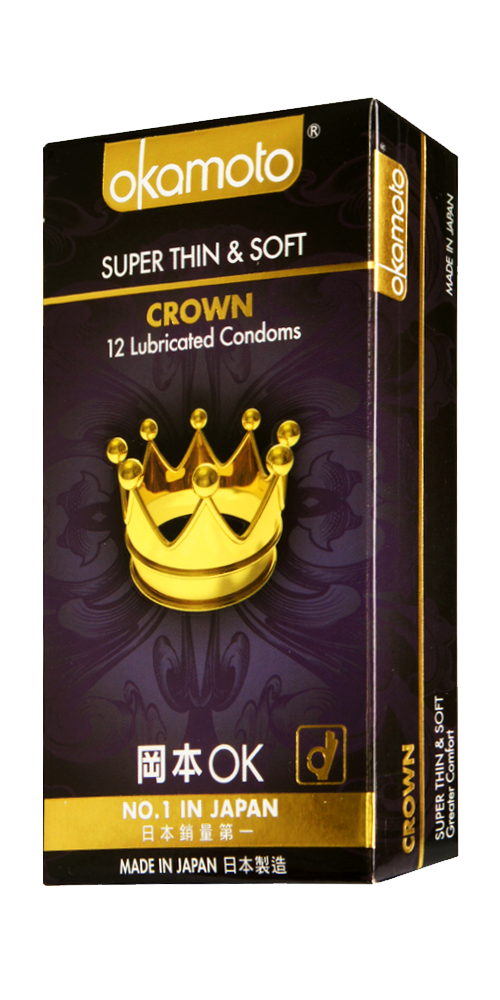 okamoto®
SUPER THIN & SOFT
CROWN
12 Lubricated Condoms
岡本OK
NO.1 IN JAPAN
日本銷量第一
MADE IN JAPAN 日本製造
okamoto®
MADE IN JAPAN
CROWN
SUPER THIN & SOFT
Greater Comfort